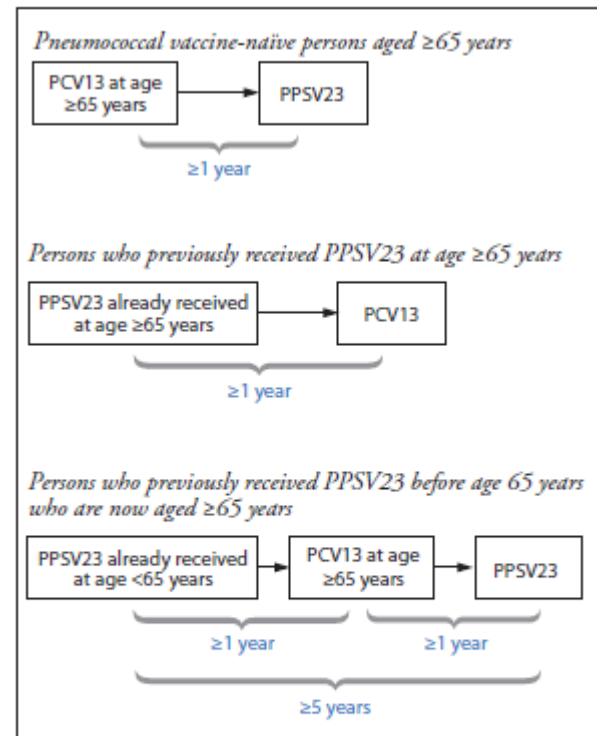 Pneumococcal vaccine-naïve persons aged ≥65 years
PCV13 at age
≥65 years
PPSV23
≥1 year
Persons who previously received PPSV23 at age ≥65 years
PPSV23 already received
at age ≥65 years
PCV13
≥1 year
Persons who previously received PPSV23 before age 65 years
who are now aged ≥65 years
PPSV23 already received
at age <65 years
PCV13 at age
≥65 years
PPSV23
≥1 year
≥1 year
≥5 years